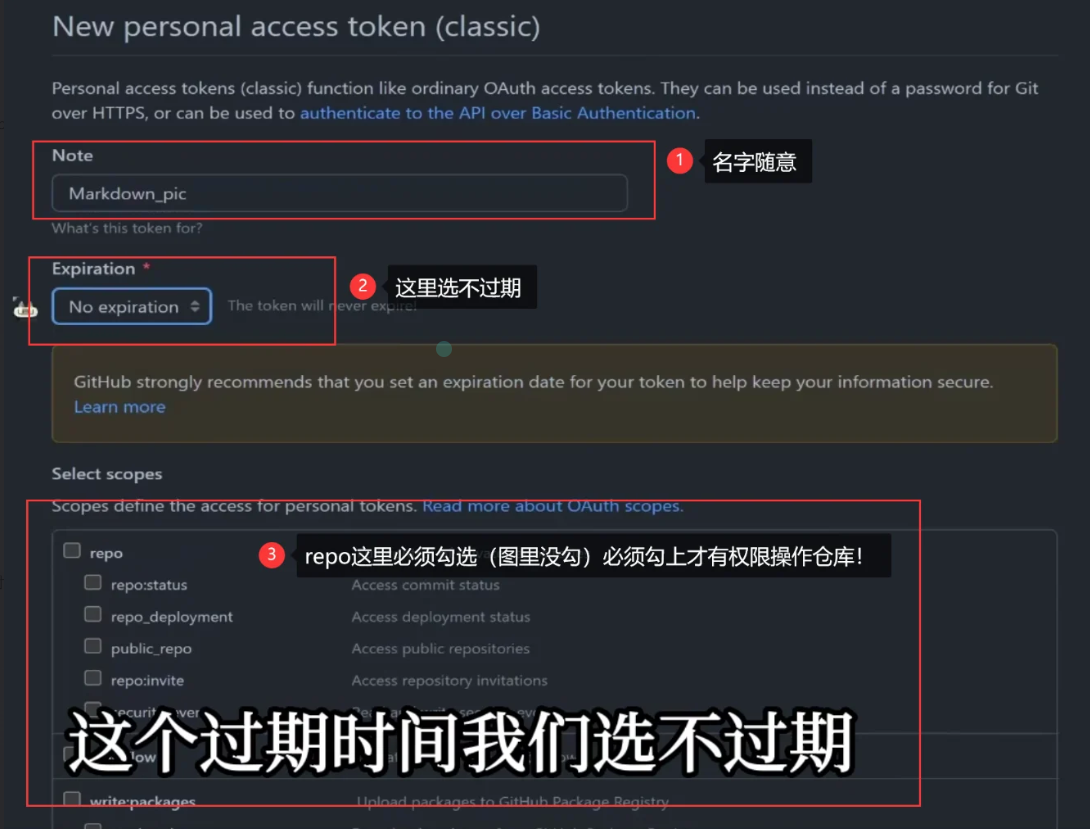 New personal access token (classic)
Personal access tokens (classic) function like ordinary OAuth access tokens. They can be used instead of a password for Git
over HTTPS, or can be used to authenticate to the API over Basic Authentication.
Note
1 名字随意
Markdown_pic
What's this token for?
Expiration *
2 这里选不过期
No expiration
The token will never expire!
GitHub strongly recommends that you set an expiration date for your token to help keep your information secure.
Learn more
Select scopes
Scopes define the access for personal tokens. Read more about OAuth scopes.
repo
3 repo这里必须勾选（图里没勾）必须勾上才有权限操作仓库！
repo:status Access commit status
repo_deployment Access deployment status
public_repo Access public repositories
repo:invite Access repository invitations
这个过期时间我们选不过期
write:packages Upload packages to GitHub Package Registry